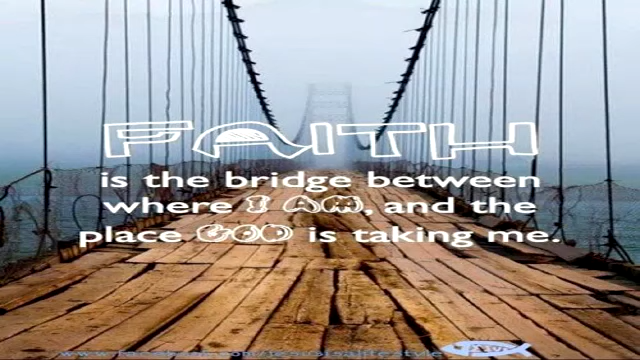 FAITH
is the bridge between
where I AM, and the
place GOD is taking me.